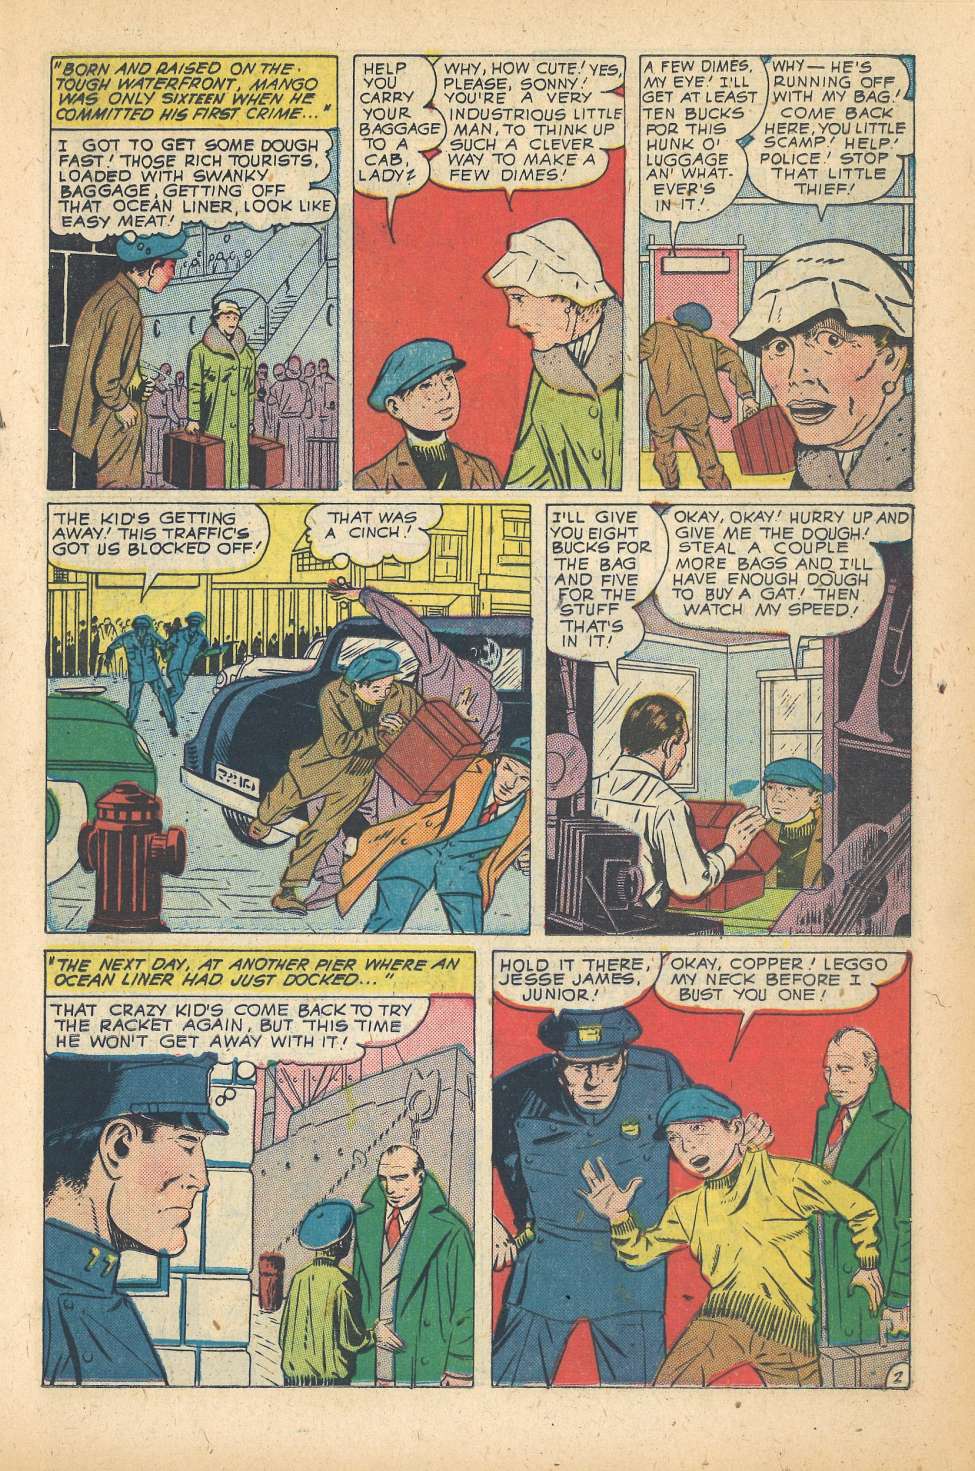 "BORN AND RAISED ON THE
TOUGH WATERFRONT, MANGO
WAS ONLY SIXTEEN WHEN HE
COMMITTED HIS FIRST CRIME..."
I GOT TO GET SOME DOUGH
FAST! THOSE RICH TOURISTS,
LOADED WITH SWANKY
BAGGAGE, GETTING OFF
THAT OCEAN LINER, LOOK LIKE
EASY MEAT!
HELP
YOU
CARRY
YOUR
BAGGAGE
TO A
CAB,
LADY?
WHY, HOW CUTE! YES,
PLEASE, SONNY!
YOU'RE A VERY
INDUSTRIOUS LITTLE
MAN, TO THINK UP
SUCH A CLEVER
WAY TO MAKE A
FEW DIMES!
A FEW DIMES,
MY EYE! I'LL
GET AT LEAST
TEN BUCKS
FOR THIS
HUNK O'
LUGGAGE
AN' WHAT-
EVER'S
IN IT!
WHY— HE'S
RUNNING OFF
WITH MY BAG!
COME BACK
HERE, YOU LITTLE
SCAMP! HELP!
POLICE! STOP
THAT LITTLE
THIEF!
THE KID'S GETTING
AWAY! THIS TRAFFIC'S
GOT US BLOCKED OFF!
THAT WAS
A CINCH!
I'LL GIVE
YOU EIGHT
BUCKS FOR
THE BAG
AND FIVE
FOR THE
STUFF
THAT'S
IN IT!
OKAY, OKAY! HURRY UP AND
GIVE ME THE DOUGH!
STEAL A COUPLE
MORE BAGS AND I'LL
HAVE ENOUGH DOUGH
TO BUY A GAT! THEN
WATCH MY SPEED!
"THE NEXT DAY, AT ANOTHER PIER WHERE AN
OCEAN LINER HAD JUST DOCKED..."
THAT CRAZY KID'S COME BACK TO TRY
THE RACKET AGAIN, BUT THIS TIME
HE WON'T GET AWAY WITH IT!
77
HOLD IT THERE,
JESSE JAMES,
JUNIOR!
OKAY, COPPER! LEGGO
MY NECK BEFORE I
BUST YOU ONE!
2